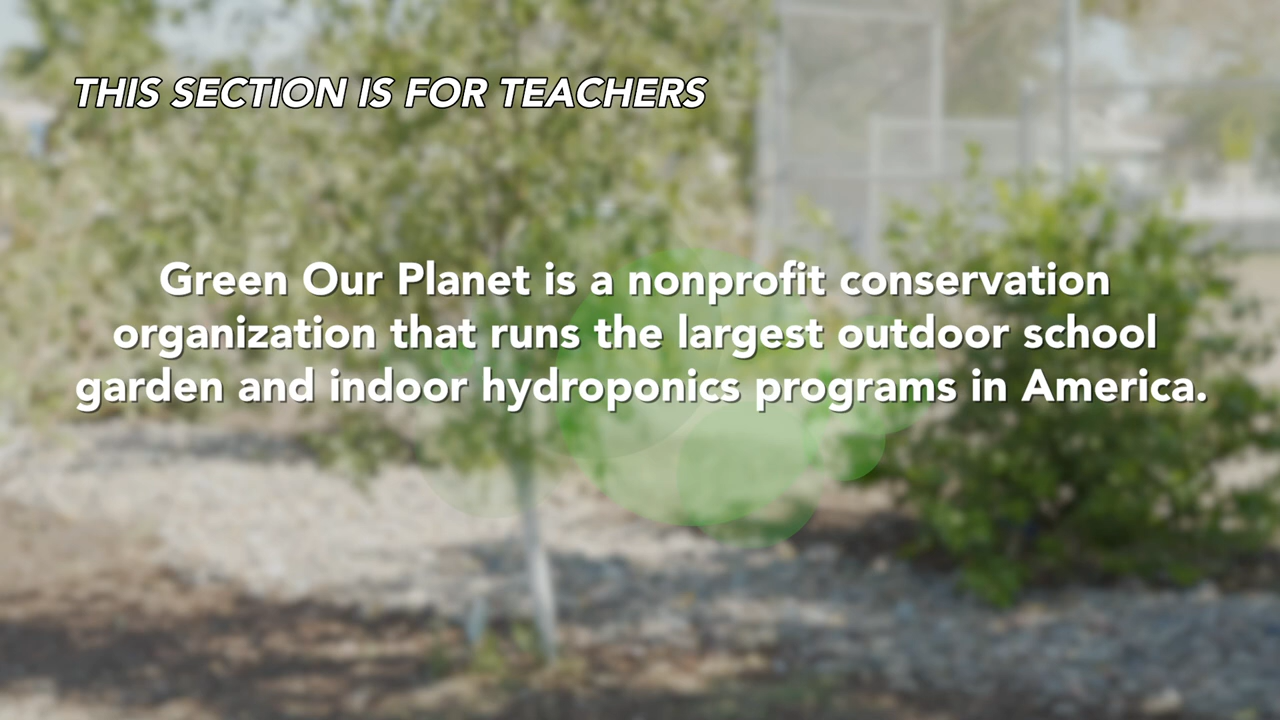 THIS SECTION IS FOR TEACHERS
Green Our Planet is a nonprofit conservation
organization that runs the largest outdoor school
garden and indoor hydroponics programs in America.